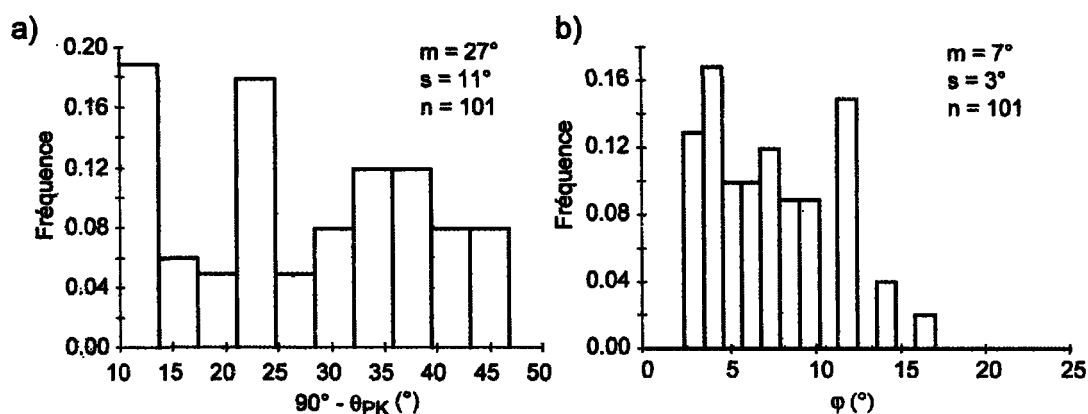 a)
m = 27°
s = 11°
n = 101
Fréquence
0.20
0.16
0.12
0.08
0.04
0.00
10 15 20 25 30 35 40 45 50
90° - θPK (°)
b)
m = 7°
s = 3°
n = 101
Fréquence
0.16
0.12
0.08
0.04
0.00
0 5 10 15 20 25
φ (°)